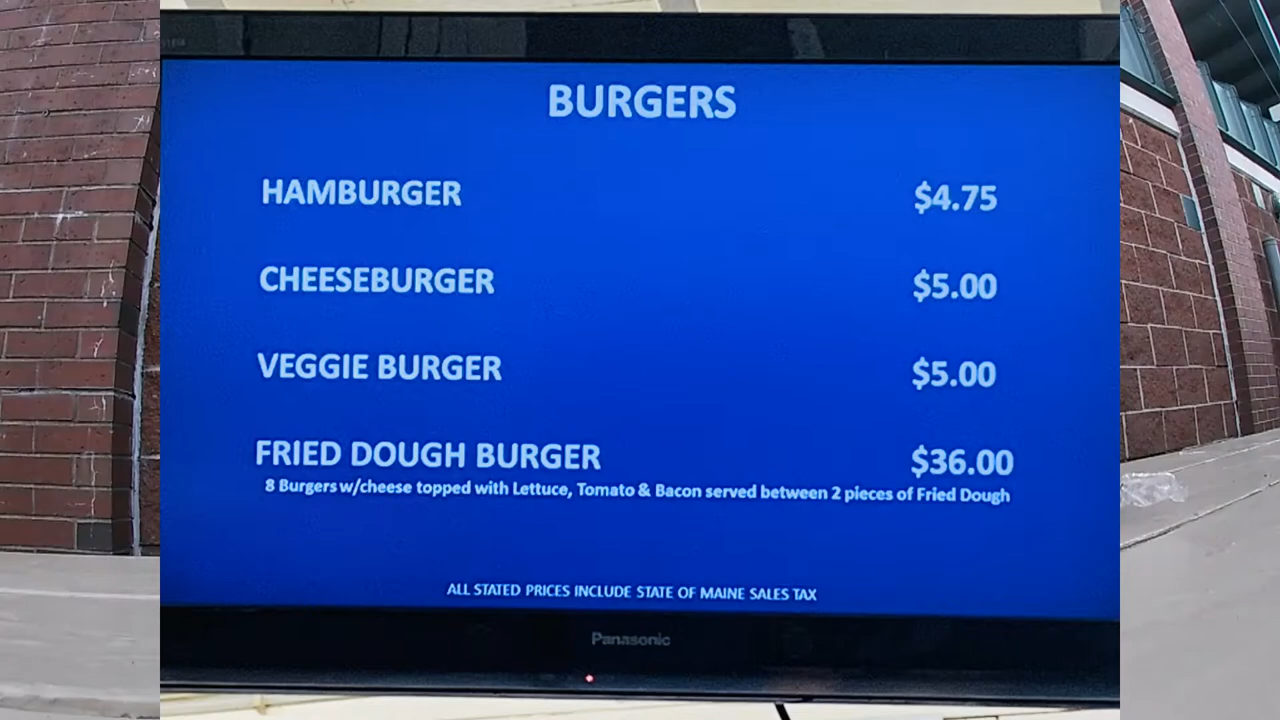 BURGERS
HAMBURGER $4.75
CHEESEBURGER $5.00
VEGGIE BURGER $5.00
FRIED DOUGH BURGER $36.00
8 Burgers w/cheese topped with Lettuce, Tomato & Bacon served between 2 pieces of Fried Dough
ALL STATED PRICES INCLUDE STATE OF MAINE SALES TAX
Panasonic